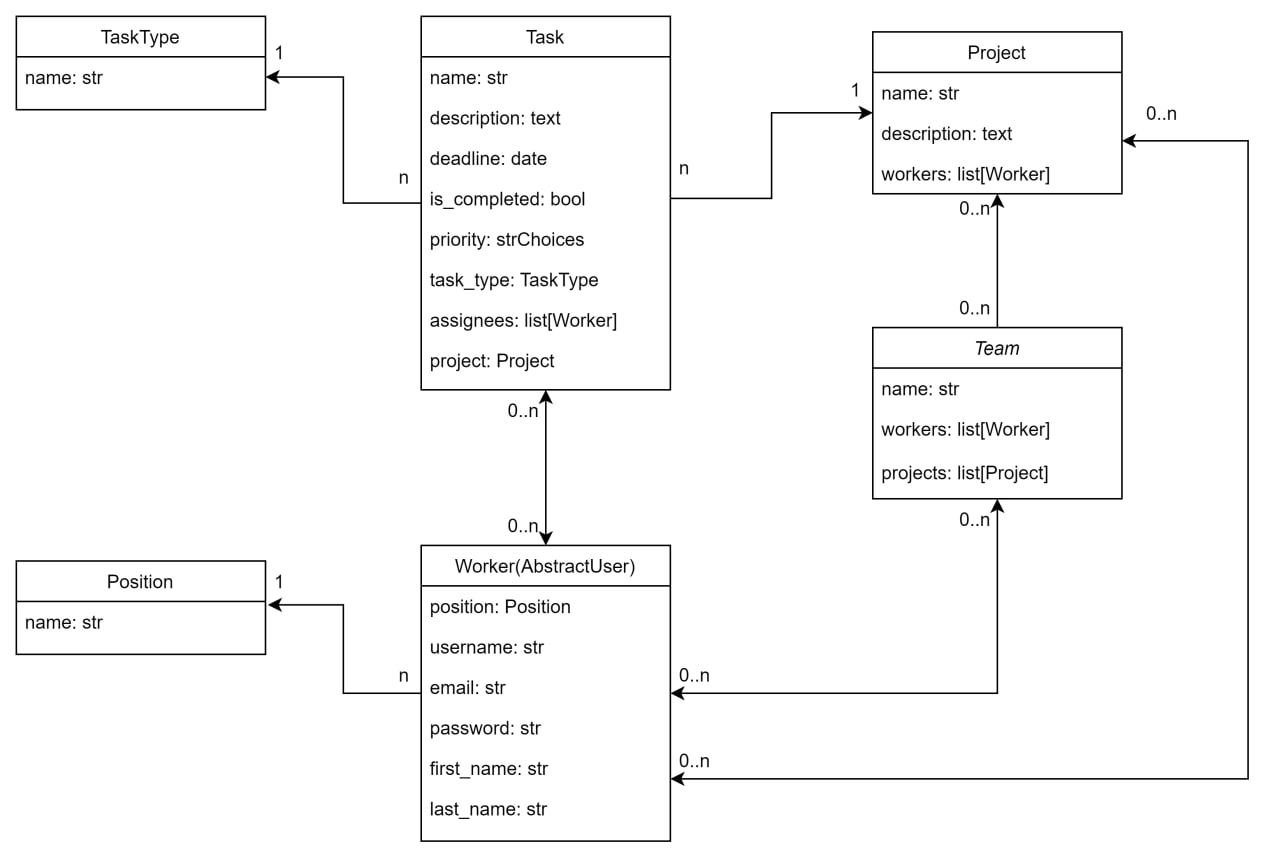 TaskType
name: str
1
n
Task
name: str
description: text
deadline: date
is_completed: bool
priority: strChoices
task_type: TaskType
assignees: list[Worker]
project: Project
n
1
Project
name: str
description: text
workers: list[Worker]
0..n
0..n
0..n
Team
name: str
workers: list[Worker]
projects: list[Project]
0..n
0..n
0..n
Position
name: str
1
n
Worker(AbstractUser)
position: Position
username: str
email: str
password: str
first_name: str
last_name: str
0..n
0..n